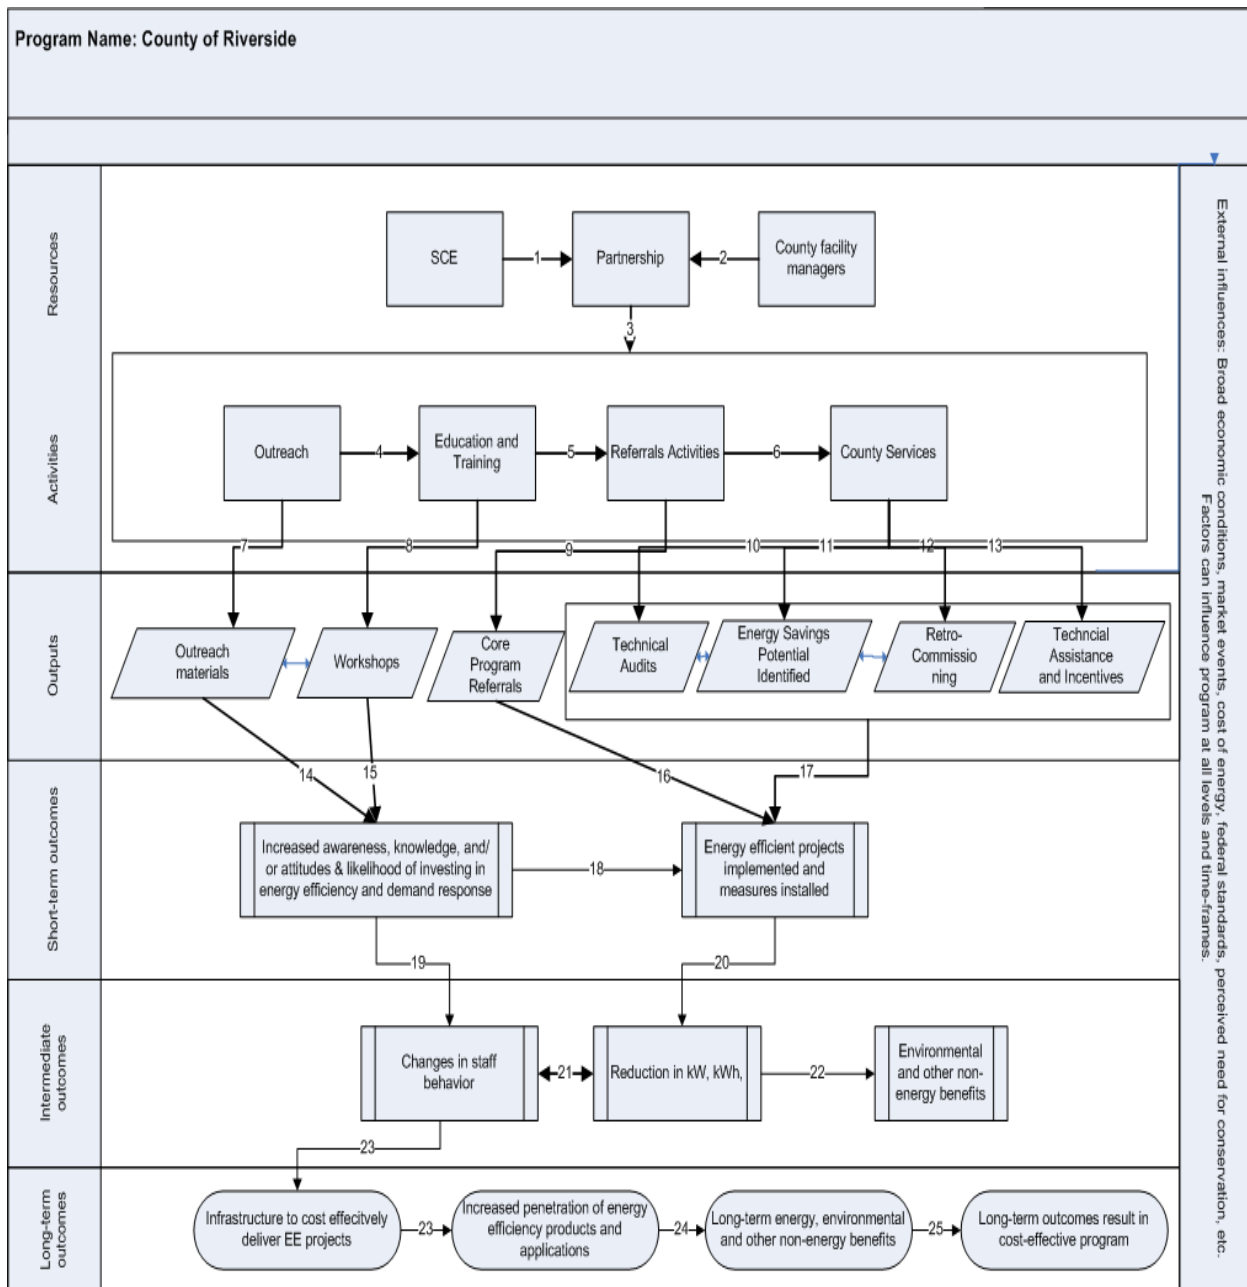 Program Name: County of Riverside
Resources
SCE
1
Partnership
2
County facility
managers
3
Activities
Outreach
4
Education and
Training
5
Referrals Activities
6
County Services
7
8
9
10
11
12
13
Outputs
Outreach
materials
Workshops
Core
Program
Referrals
Technical
Audits
Energy Savings
Potential
Identified
Retro-
Commissio
ning
Techncial
Assistance
and Incentives
14
15
16
17
Short-term outcomes
Increased awareness, knowledge, and/
or attitudes & likelihood of investing in
energy efficiency and demand response
18
Energy efficient projects
implemented and
measures installed
19
20
Intermediate
outcomes
Changes in staff
behavior
21
Reduction in kW, kWh,
22
Environmental
and other non-
energy benefits
23
Long-term
outcomes
Infrastructure to cost effecitvely
deliver EE projects
23
Increased penetration of energy
efficiency products and
applications
24
Long-term energy, environmental
and other non-energy benefits
25
Long-term outcomes result in
cost-effective program
External influences: Broad economic conditions, market events, cost of energy, federal standards, perceived need for conservation, etc.
Factors can influence program at all levels and time-frames.